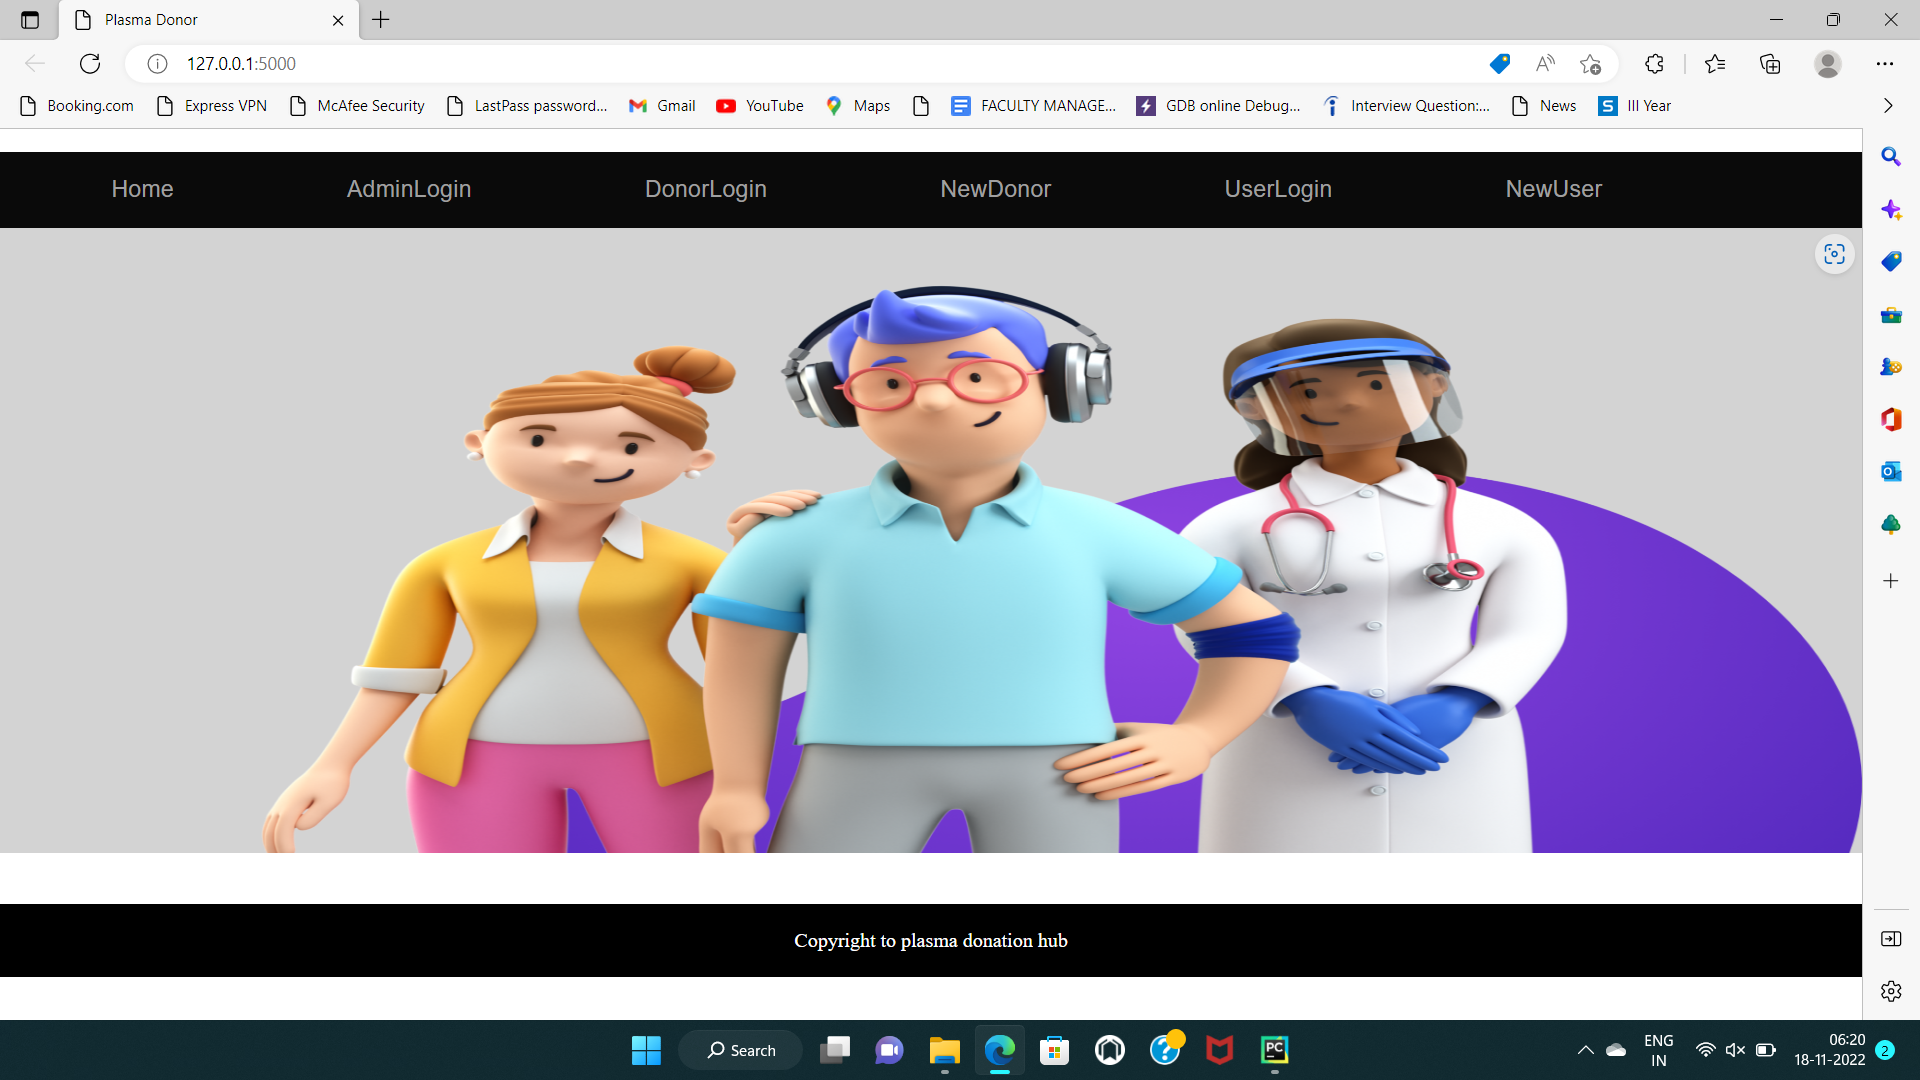 Plasma Donor
127.0.0.1:5000
Booking.com Express VPN McAfee Security LastPass password... Gmail YouTube Maps FACULTY MANAGE... GDB online Debug... Interview Question:... News S III Year
Home AdminLogin DonorLogin NewDonor UserLogin NewUser
Copyright to plasma donation hub
Search
PC
ENG
IN
06:20
18-11-2022
2